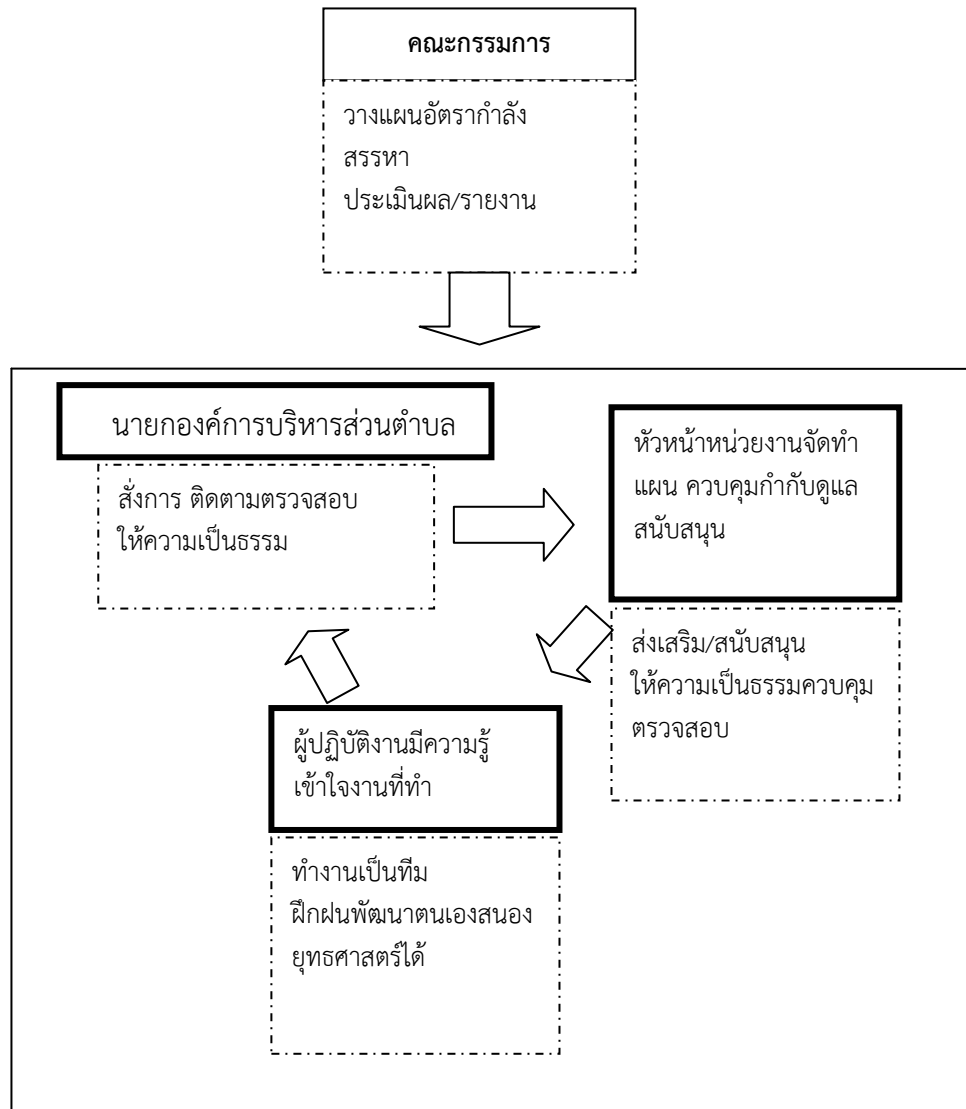 คณะกรรมการ
วางแผนอัตรากำลัง
สรรหา
ประเมินผล/รายงาน
นายกองค์การบริหารส่วนตำบล
สั่งการ ติดตามตรวจสอบ
ให้ความเป็นธรรม
หัวหน้าหน่วยงานจัดทำ
แผน ควบคุมกำกับดูแล
สนับสนุน
ส่งเสริม/สนับสนุน
ให้ความเป็นธรรมควบคุม
ตรวจสอบ
ผู้ปฏิบัติงานมีความรู้
เข้าใจงานที่ทำ
ทำงานเป็นทีม
ฝึกฝนพัฒนาตนเองสนอง
ยุทธศาสตร์ได้